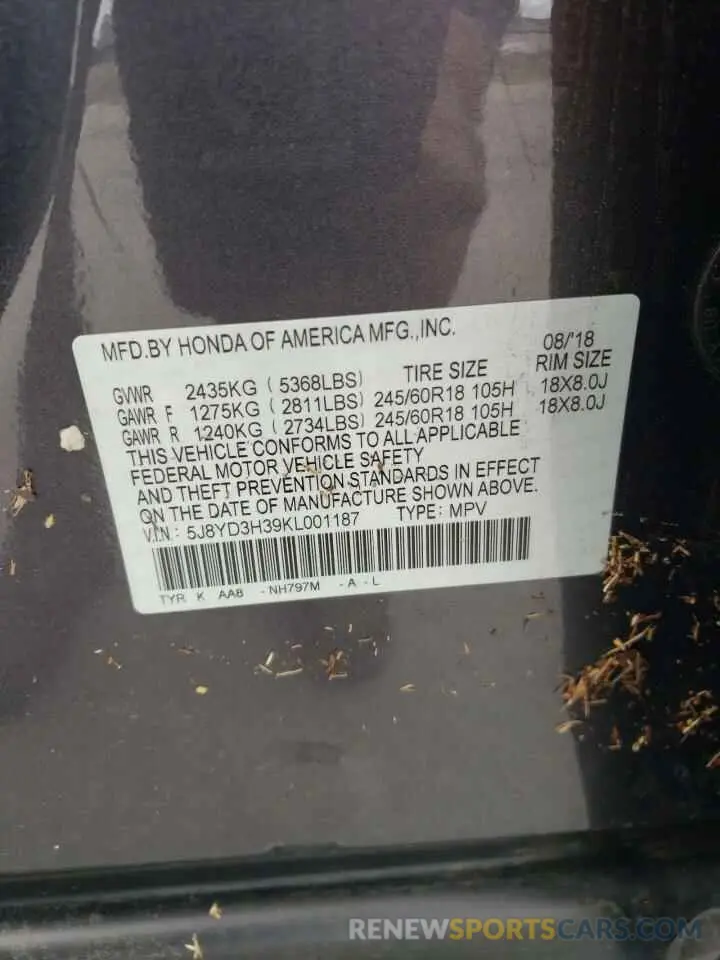 MFD.BY HONDA OF AMERICA MFG.,INC. 08/'18
TIRE SIZE RIM SIZE
GVWR 2435KG ( 5368LBS)
GAWR F 1275KG ( 2811LBS) 245/60R18 105H 18X8.0J
GAWR R 1240KG ( 2734LBS) 245/60R18 105H 18X8.0J
THIS VEHICLE CONFORMS TO ALL APPLICABLE
FEDERAL MOTOR VEHICLE SAFETY
AND THEFT PREVENTION STANDARDS IN EFFECT
ON THE DATE OF MANUFACTURE SHOWN ABOVE.
V.I.N.: 5J8YD3H39KL001187 TYPE: MPV
TYR K AA8 -NH797M -A -L
RENEWSPORTSCARS.COM